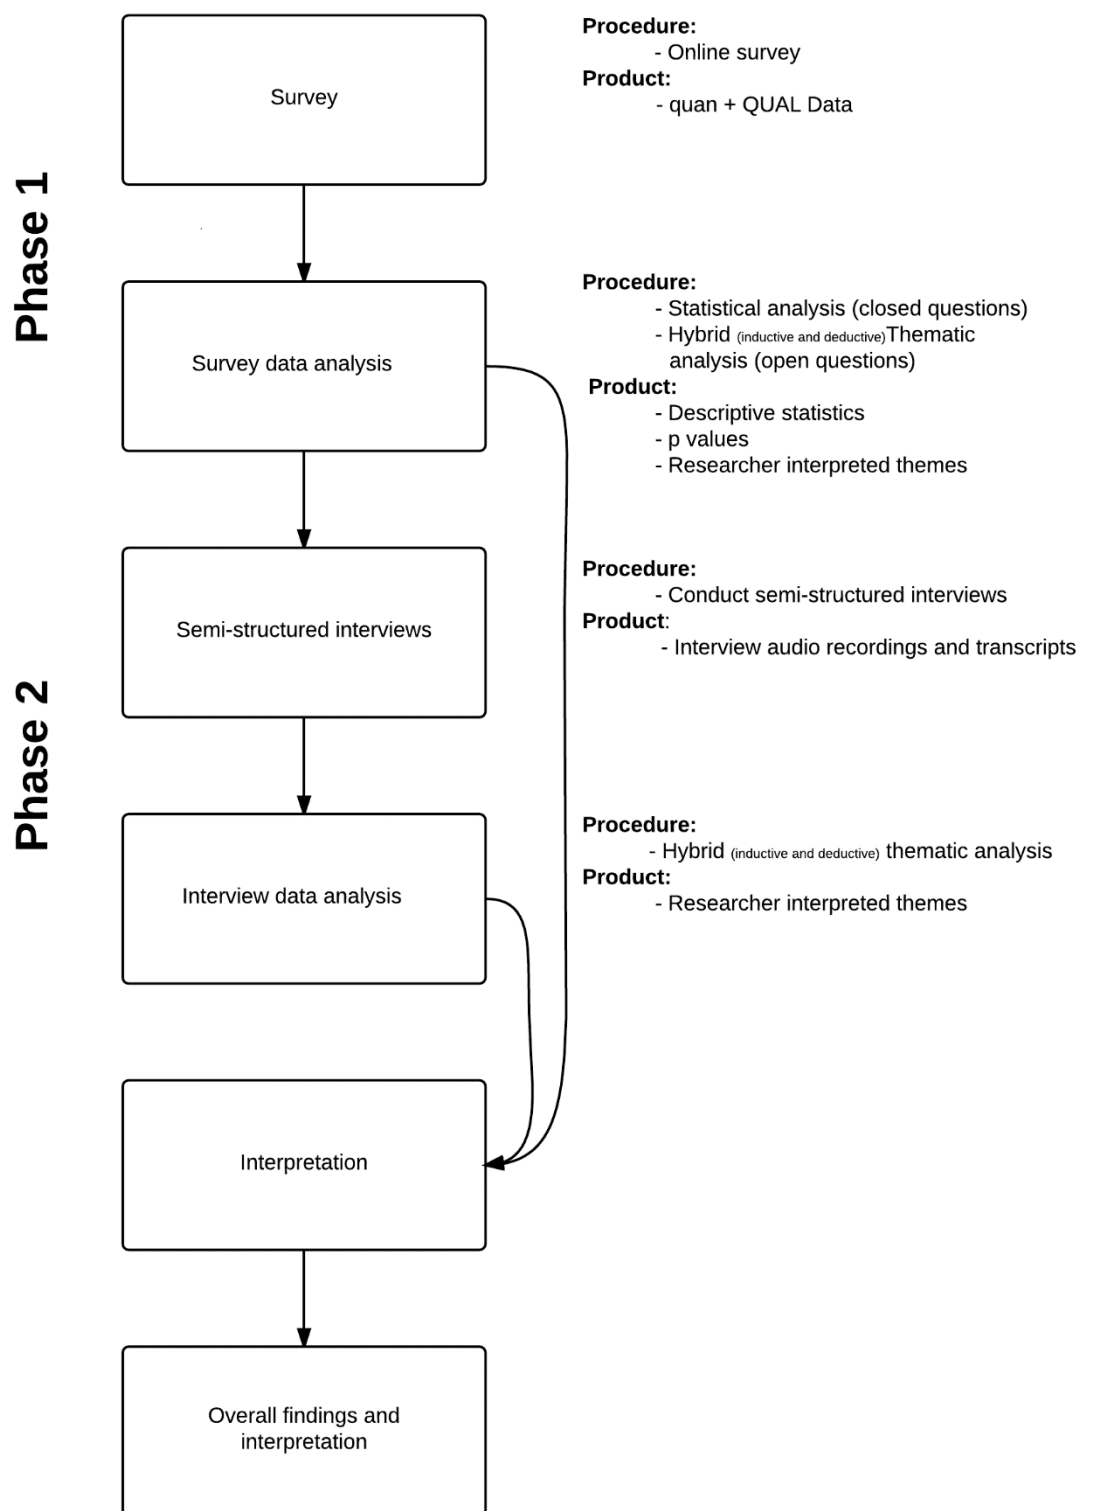 Phase 1
Survey
Procedure:
- Online survey
Product:
- quan + QUAL Data
Survey data analysis
Procedure:
- Statistical analysis (closed questions)
- Hybrid (inductive and deductive)Thematic
analysis (open questions)
Product:
- Descriptive statistics
- p values
- Researcher interpreted themes
Phase 2
Semi-structured interviews
Procedure:
- Conduct semi-structured interviews
Product:
- Interview audio recordings and transcripts
Interview data analysis
Procedure:
- Hybrid (inductive and deductive) thematic analysis
Product:
- Researcher interpreted themes
Interpretation
Overall findings and
interpretation